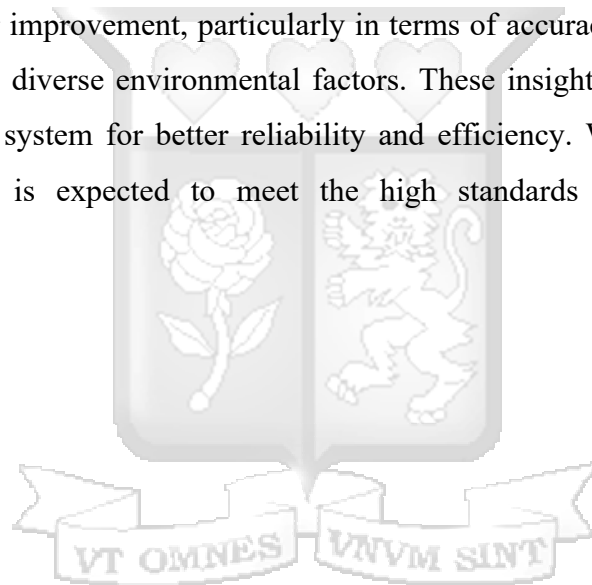 improvement, particularly in terms of accurac
diverse environmental factors. These insight
system for better reliability and efficiency.
is expected to meet the high standards
VT OMNES VNVM SINT